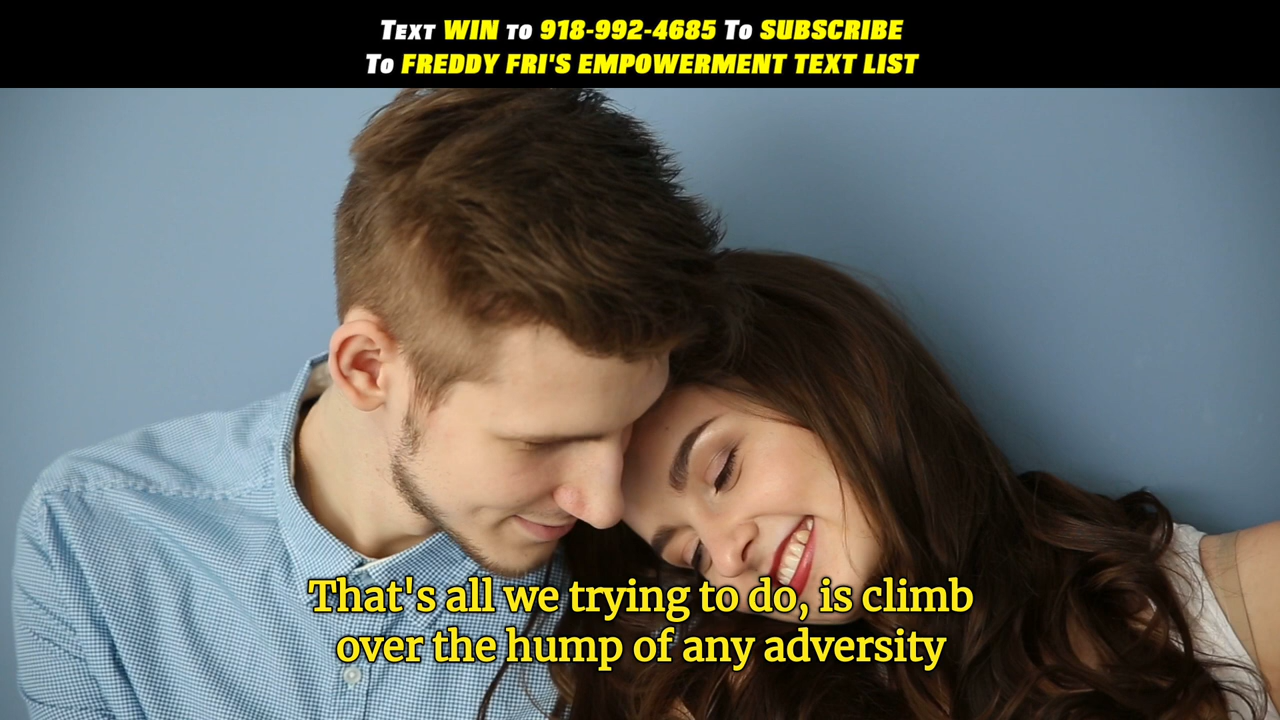 Text WIN to 918-992-4685 To SUBSCRIBE
To FREDDY FRI'S EMPOWERMENT TEXT LIST
That's all we trying to do, is climb
over the hump of any adversity